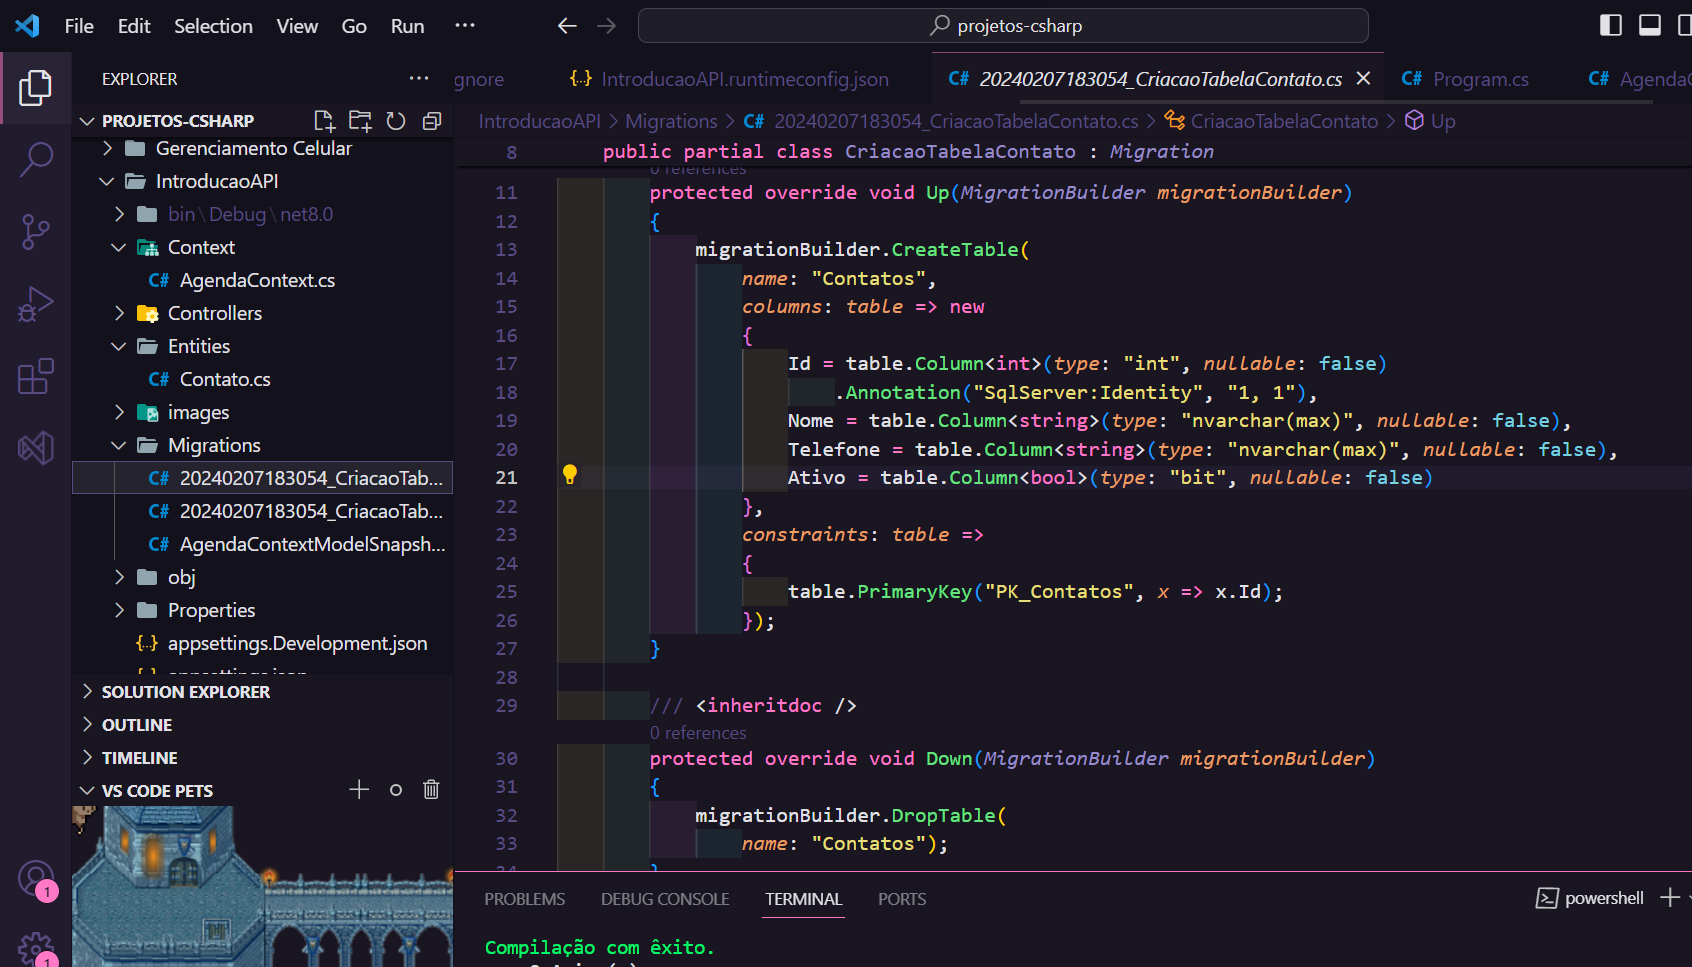 File Edit Selection View Go Run ···
projetos-csharp
EXPLORER ···
gnore
IntroducaoAPI.runtimeconfig.json
C# 20240207183054_CriacaoTabelaContato.cs
C# Program.cs
C# AgendaC
PROJETOS-CSHARP
Gerenciamento Celular
IntroducaoAPI
bin\Debug\net8.0
Context
C# AgendaContext.cs
Controllers
Entities
C# Contato.cs
images
Migrations
C# 20240207183054_CriacaoTab...
C# 20240207183054_CriacaoTab...
C# AgendaContextModelSnapsh...
obj
Properties
{..} appsettings.Development.json
appsettings.json
SOLUTION EXPLORER
OUTLINE
TIMELINE
VS CODE PETS
1
1
IntroducaoAPI > Migrations > C# 20240207183054_CriacaoTabelaContato.cs > CriacaoTabelaContato > Up
8 public partial class CriacaoTabelaContato : Migration
0 references
11 protected override void Up(MigrationBuilder migrationBuilder)
12 {
13 migrationBuilder.CreateTable(
14 name: "Contatos",
15 columns: table => new
16 {
17 Id = table.Column<int>(type: "int", nullable: false)
18 .Annotation("SqlServer:Identity", "1, 1"),
19 Nome = table.Column<string>(type: "nvarchar(max)", nullable: false),
20 Telefone = table.Column<string>(type: "nvarchar(max)", nullable: false),
21 Ativo = table.Column<bool>(type: "bit", nullable: false)
22 },
23 constraints: table =>
24 {
25 table.PrimaryKey("PK_Contatos", x => x.Id);
26 });
27 }
28
29 /// <inheritdoc />
0 references
30 protected override void Down(MigrationBuilder migrationBuilder)
31 {
32 migrationBuilder.DropTable(
33 name: "Contatos");
34 }
PROBLEMS DEBUG CONSOLE TERMINAL PORTS
powershell
Compilação com êxito.